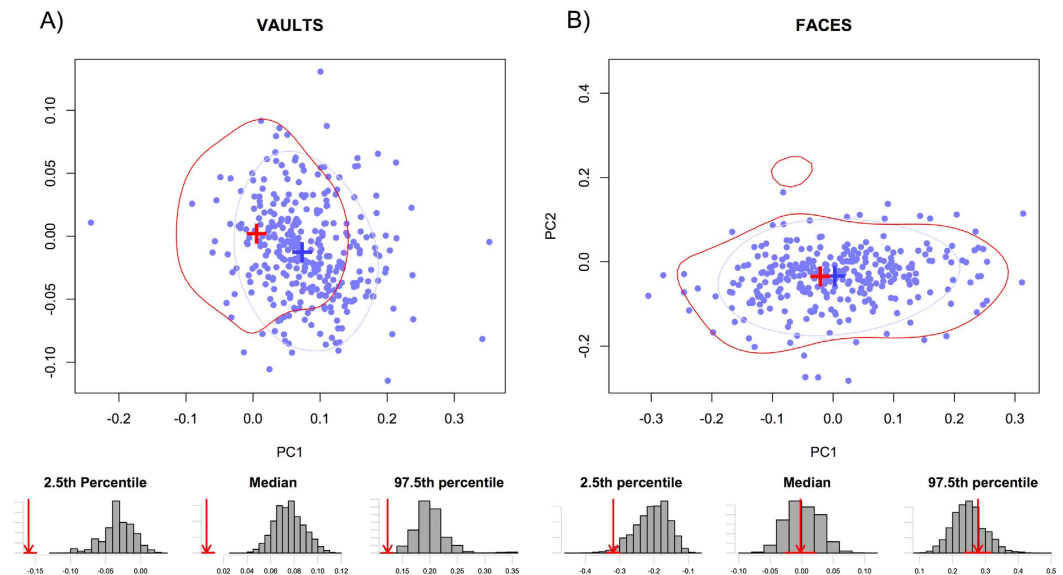 A)
VAULTS
0.10
0.05
0.00
-0.05
-0.10
-0.2 -0.1 0.0 0.1 0.2 0.3
B)
FACES
PC2
0.4
0.2
0.0
-0.2
-0.3 -0.2 -0.1 0.0 0.1 0.2 0.3
PC1
PC1
2.5th Percentile
Median
97.5th percentile
2.5th percentile
Median
97.5th percentile
-0.15 -0.10 -0.05 0.00
0.02 0.04 0.06 0.08 0.10 0.12
0.15 0.20 0.25 0.30 0.35
-0.4 -0.3 -0.2 -0.1
-0.10 -0.05 0.00 0.05 0.10
0.1 0.2 0.3 0.4 0.5